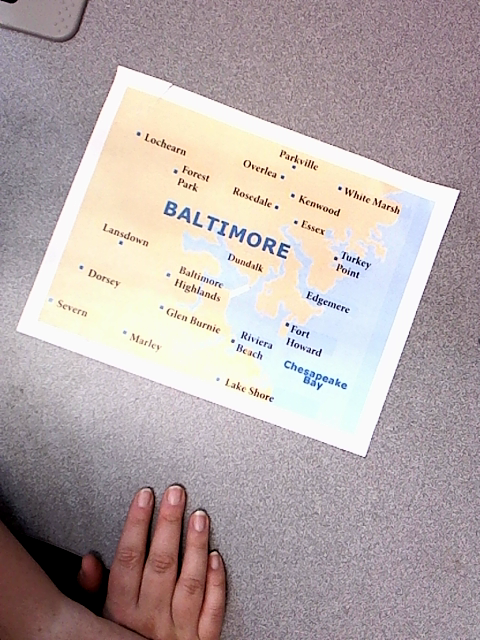 Lochearn
Parkville
Overlea
Forest
Park
White Marsh
Rosedale
Kenwood
BALTIMORE
Essex
Lansdown
Turkey
Point
Dundalk
Dorsey
Baltimore
Highlands
Edgemere
Severn
Glen Burnie
Fort
Howard
Marley
Riviera
Beach
Chesapeake
Bay
Lake Shore